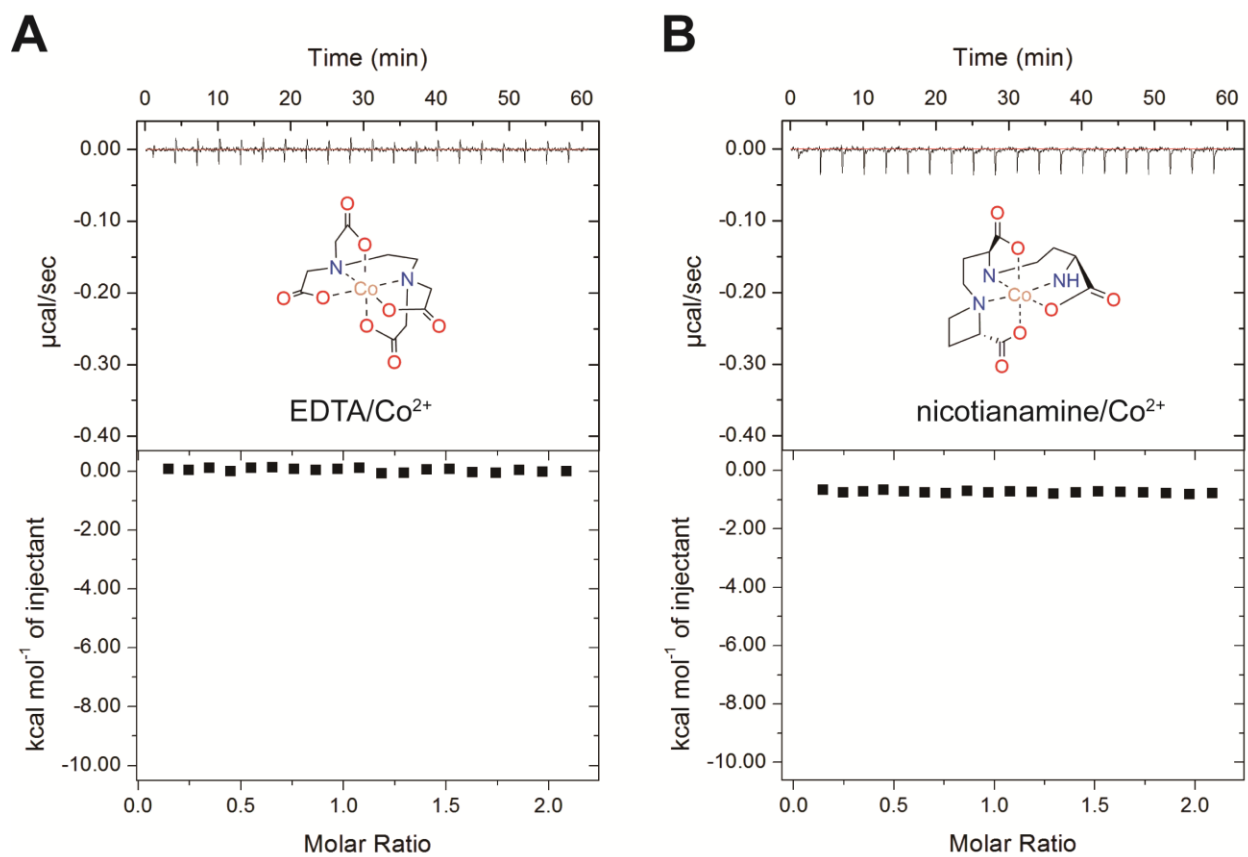 A
Time (min)
0 10 20 30 40 50 60
0.00
-0.10
-0.20
-0.30
-0.40
µcal/sec
O
O
N
N
O
O
Co
O
O
O
O
EDTA/Co²⁺
0.00
-2.00
-4.00
-6.00
-8.00
-10.00
kcal mol⁻¹ of injectant
0.0 0.5 1.0 1.5 2.0
Molar Ratio
B
Time (min)
0 10 20 30 40 50 60
0.00
-0.10
-0.20
-0.30
-0.40
µcal/sec
O
O
N
NH
Co
N
O
O
O
O
nicotianamine/Co²⁺
0.00
-2.00
-4.00
-6.00
-8.00
-10.00
kcal mol⁻¹ of injectant
0.0 0.5 1.0 1.5 2.0
Molar Ratio